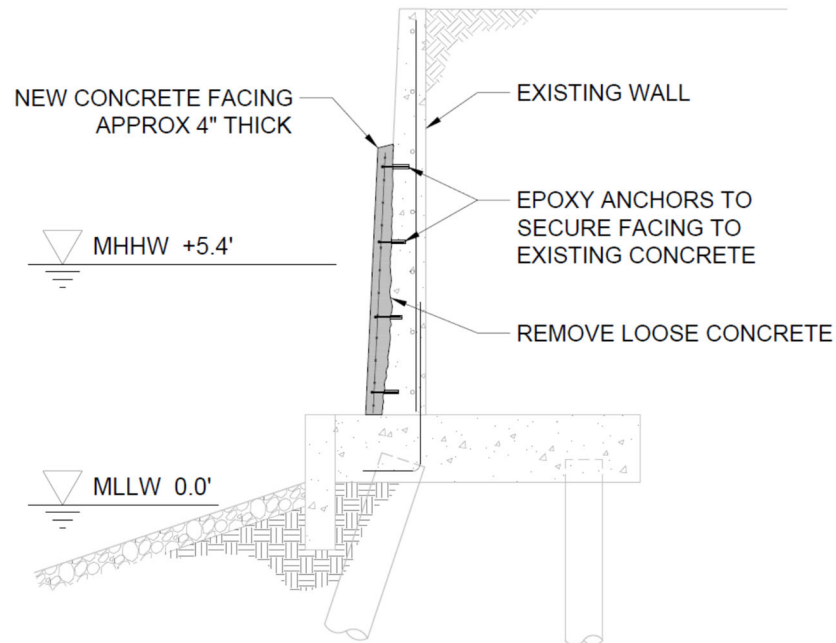 NEW CONCRETE FACING
APPROX 4" THICK
EXISTING WALL
EPOXY ANCHORS TO
SECURE FACING TO
EXISTING CONCRETE
MHHW +5.4'
REMOVE LOOSE CONCRETE
MLLW 0.0'